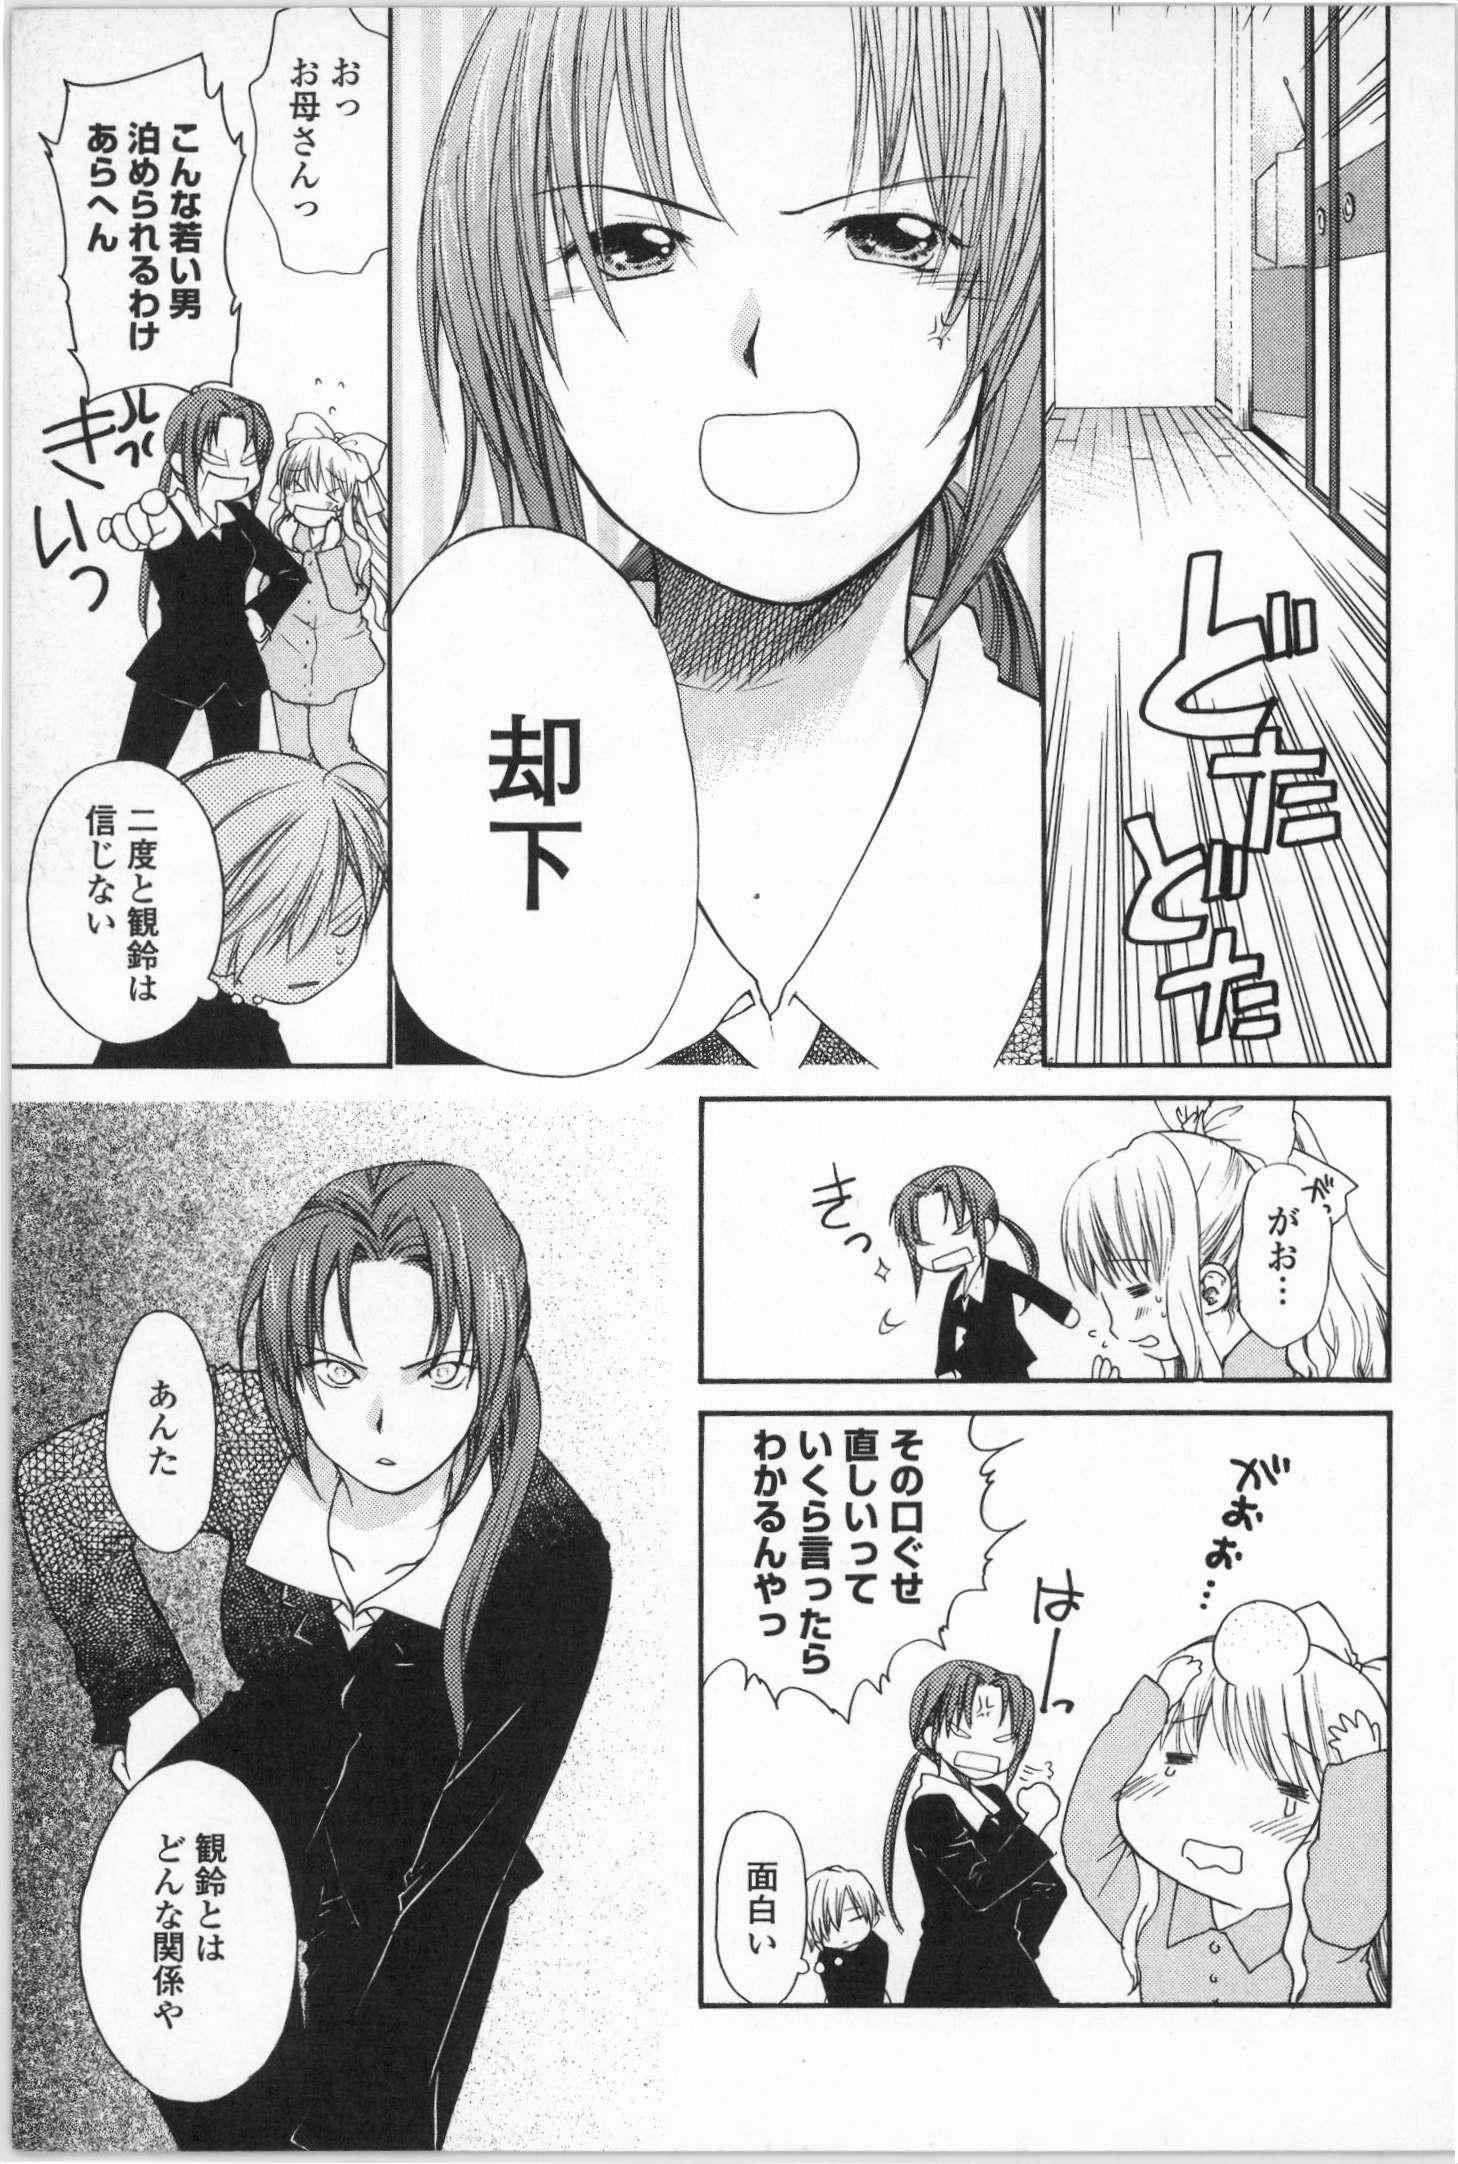 どたどた
却下
おっ
お母さんっ
こんな若い男
泊められるわけ
あらへん
きいっ
二度と観鈴は
信じない
がっ
がお…
きっ
がおぉ…
はーっ
その口ぐせ
直しいって
いくら言ったら
わかるんやっ
面白い
あんた
観鈴とは
どんな関係や